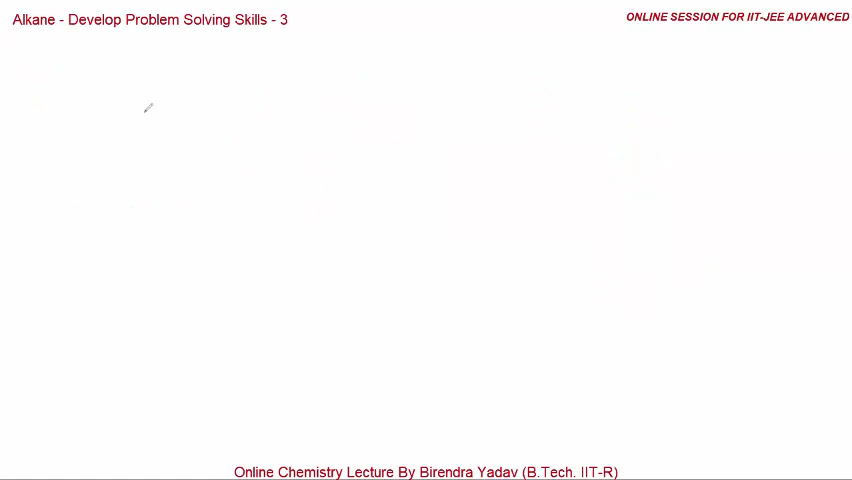 Alkane - Develop Problem Solving Skills - 3
ONLINE SESSION FOR IIT-JEE ADVANCED
Online Chemistry Lecture By Birendra Yadav (B.Tech. IIT-R)